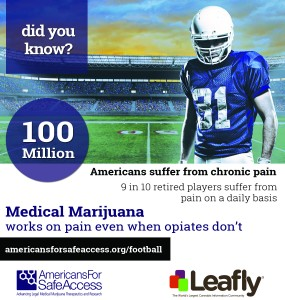 did you
know?
31
100
Million
Americans suffer from chronic pain
9 in 10 retired players suffer from
pain on a daily basis
Medical Marijuana
works on pain even when opiates don't
americansforsafeaccess.org/football
AmericansFor
SafeAccess
Advancing Legal Medical Marijuana Therapeutics and Research
Leafly
The World's Largest Cannabis Information Community